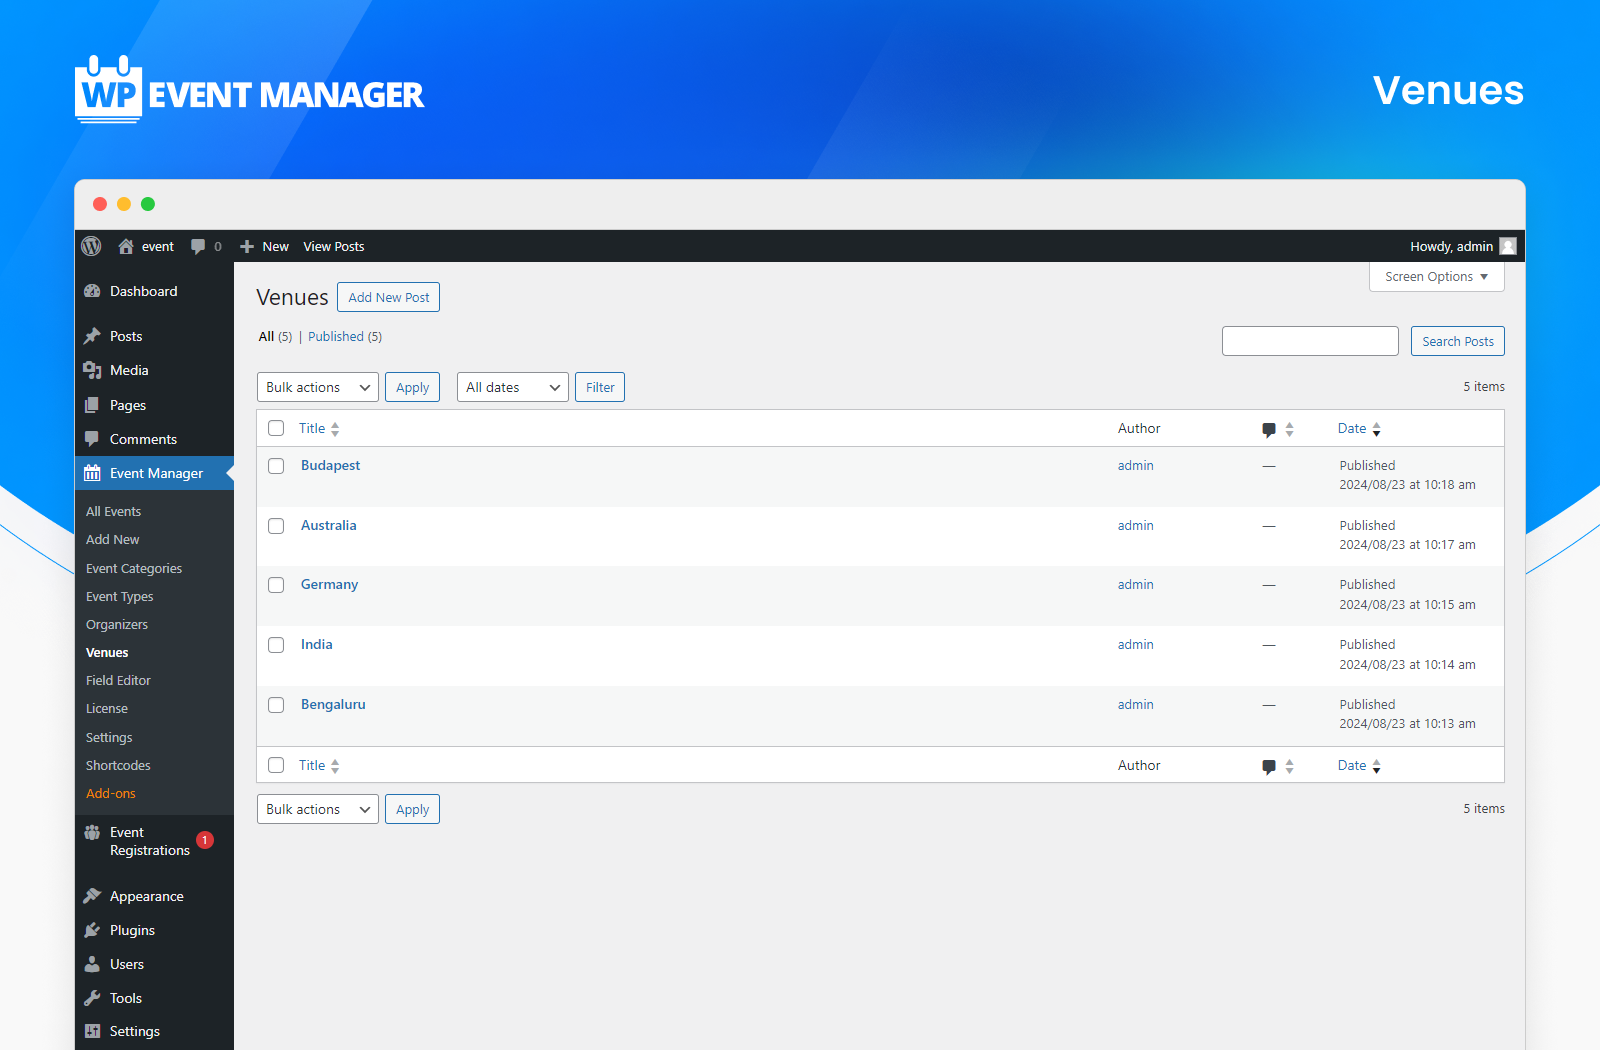 WP EVENT MANAGER
Venues
event
0
New
View Posts
Howdy, admin
Dashboard
Posts
Media
Pages
Comments
Event Manager
All Events
Add New
Event Categories
Event Types
Organizers
Venues
Field Editor
License
Settings
Shortcodes
Add-ons
Event
Registrations
1
Appearance
Plugins
Users
Tools
Settings
Screen Options
Venues
Add New Post
All (5) | Published (5)
Search Posts
Bulk actions
Apply
All dates
Filter
5 items
Title
Author
Date
Budapest
admin
—
Published
2024/08/23 at 10:18 am
Australia
admin
—
Published
2024/08/23 at 10:17 am
Germany
admin
—
Published
2024/08/23 at 10:15 am
India
admin
—
Published
2024/08/23 at 10:14 am
Bengaluru
admin
—
Published
2024/08/23 at 10:13 am
Title
Author
Date
Bulk actions
Apply
5 items